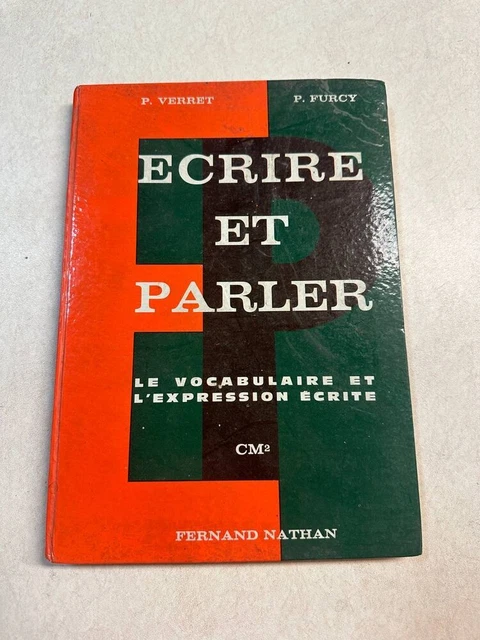 P. VERRET P. FURCY
ECRIRE
ET
PARLER
LE VOCABULAIRE ET
L'EXPRESSION ÉCRITE
CM²
FERNAND NATHAN